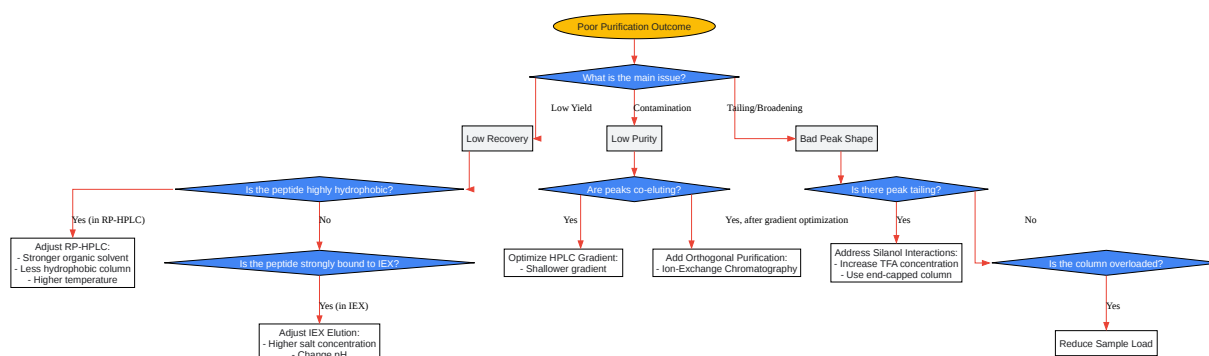 Poor Purification Outcome
What is the main issue?
Low Yield
Contamination
Tailing/Broadening
Low Recovery
Low Purity
Bad Peak Shape
Is the peptide highly hydrophobic?
Are peaks co-eluting?
Is there peak tailing?
Yes (in RP-HPLC)
No
Yes
Yes, after gradient optimization
Yes
No
Adjust RP-HPLC:
- Stronger organic solvent
- Less hydrophobic column
- Higher temperature
Is the peptide strongly bound to IEX?
Optimize HPLC Gradient:
- Shallower gradient
Add Orthogonal Purification:
- Ion-Exchange Chromatography
Address Silanol Interactions:
- Increase TFA concentration
- Use end-capped column
Is the column overloaded?
Yes (in IEX)
Yes
Adjust IEX Elution:
- Higher salt concentration
- Change pH
Reduce Sample Load